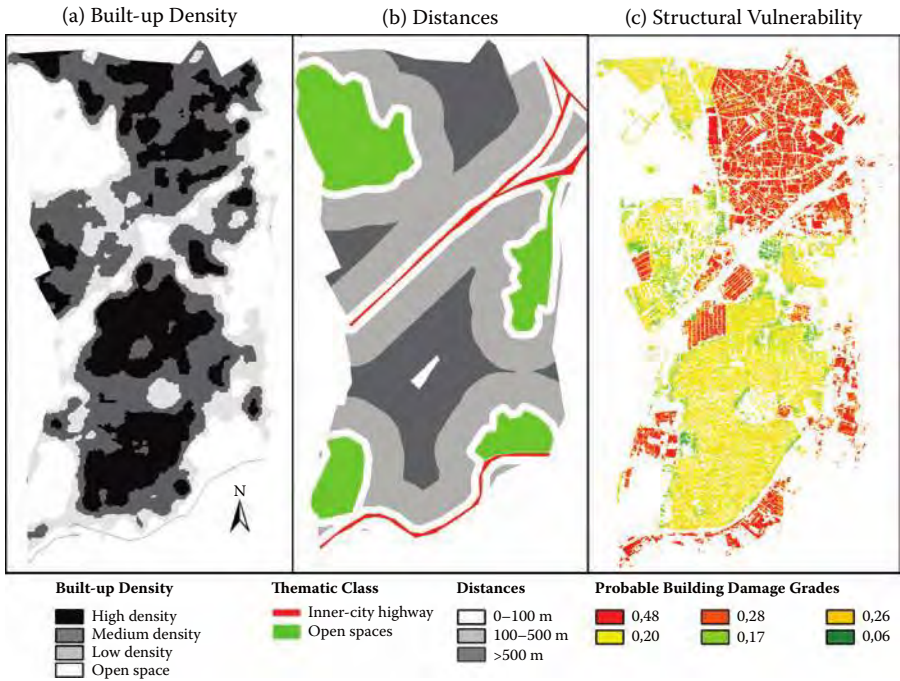 (a) Built-up Density
(b) Distances
(c) Structural Vulnerability
N
Built-up Density
High density
Medium density
Low density
Open space
Thematic Class
Inner-city highway
Open spaces
Distances
0–100 m
100–500 m
>500 m
Probable Building Damage Grades
0,48
0,28
0,26
0,20
0,17
0,06